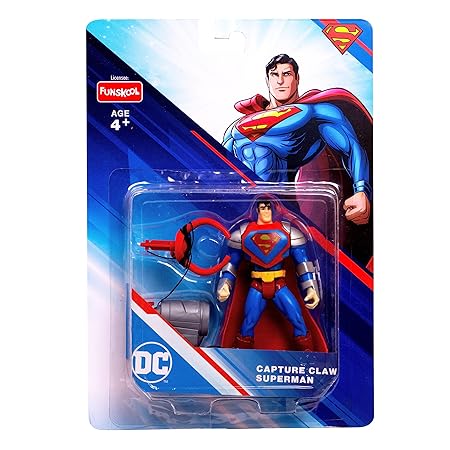 Licensee:
FUNSKOOL
AGE
4+
S
S
DC
CAPTURE CLAW
SUPERMAN